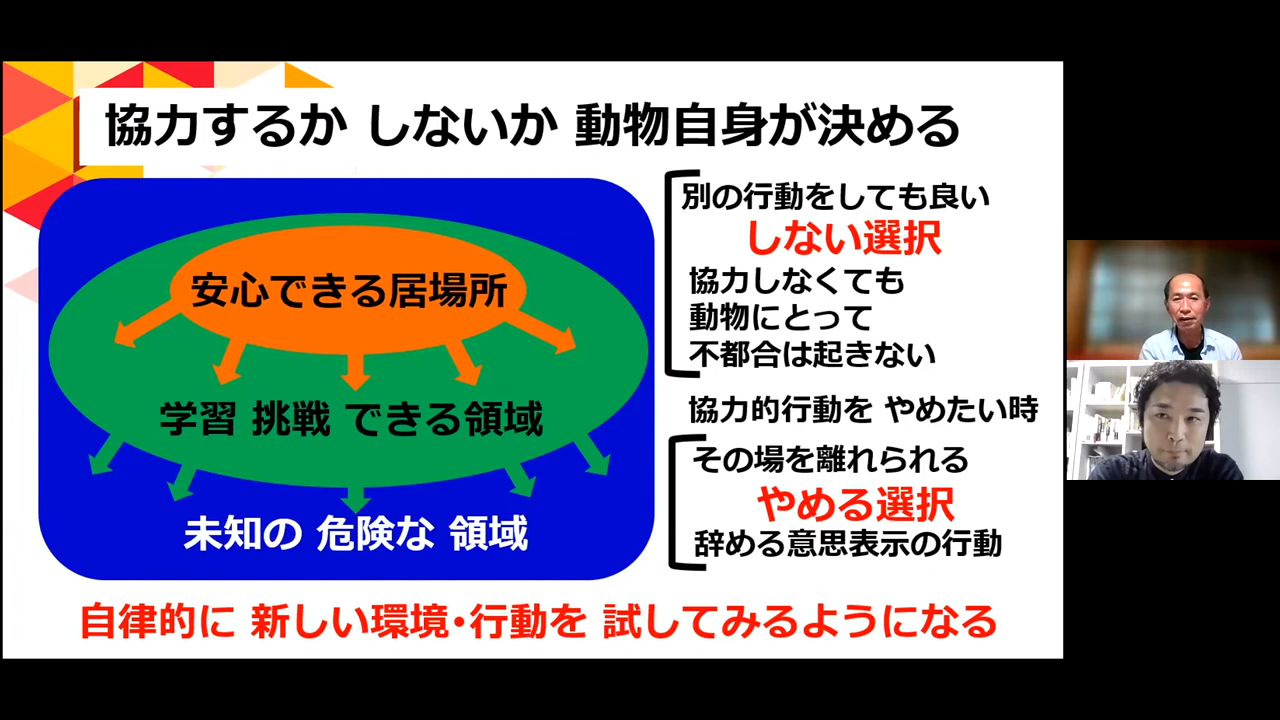 協力するか しないか 動物自身が決める
安心できる居場所
学習 挑戦 できる領域
未知の 危険な 領域
別の行動をしても良い
しない選択
協力しなくても
動物にとって
不都合は起きない
協力的行動を やめたい時
その場を離れられる
やめる選択
辞める意思表示の行動
自律的に 新しい環境・行動を 試してみるようになる